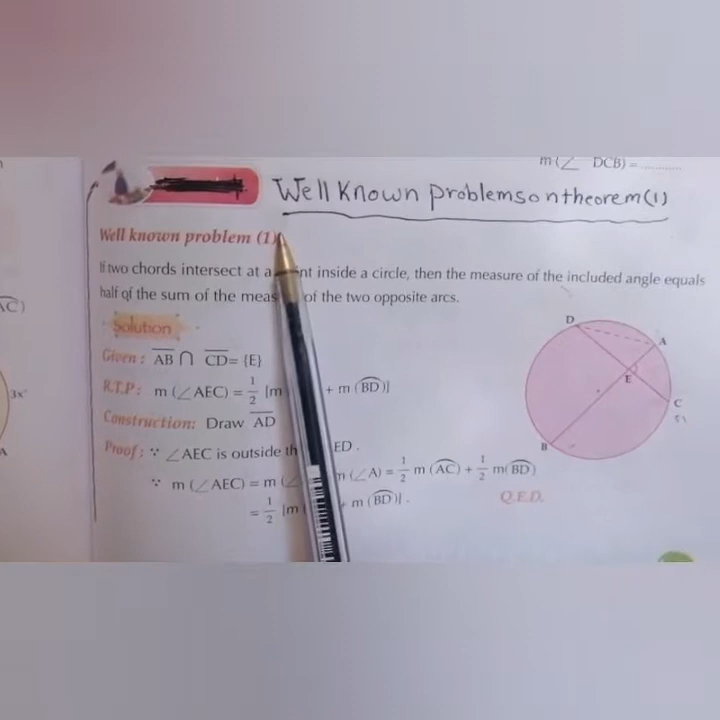 m(∠ DCB) = ...........
Well Known Problems on theorem (1)
Well known problem (1)
If two chords intersect at a int inside a circle, then the measure of the included angle equals
half of the sum of the meas of the two opposite arcs.
Solution
D
A
E
C
B
Given : AB ∩ CD = {E}
R.T.P : m (∠AEC) = 1/2 [m + m (BD)]
Construction: Draw AD
Proof : ∵ ∠AEC is outside th ED .
∵ m (∠AEC) = m (∠ m (∠A) = 1/2 m (AC) + 1/2 m(BD)
= 1/2 [m + m (BD)] .
Q.E.D.
AC)
3x°
A